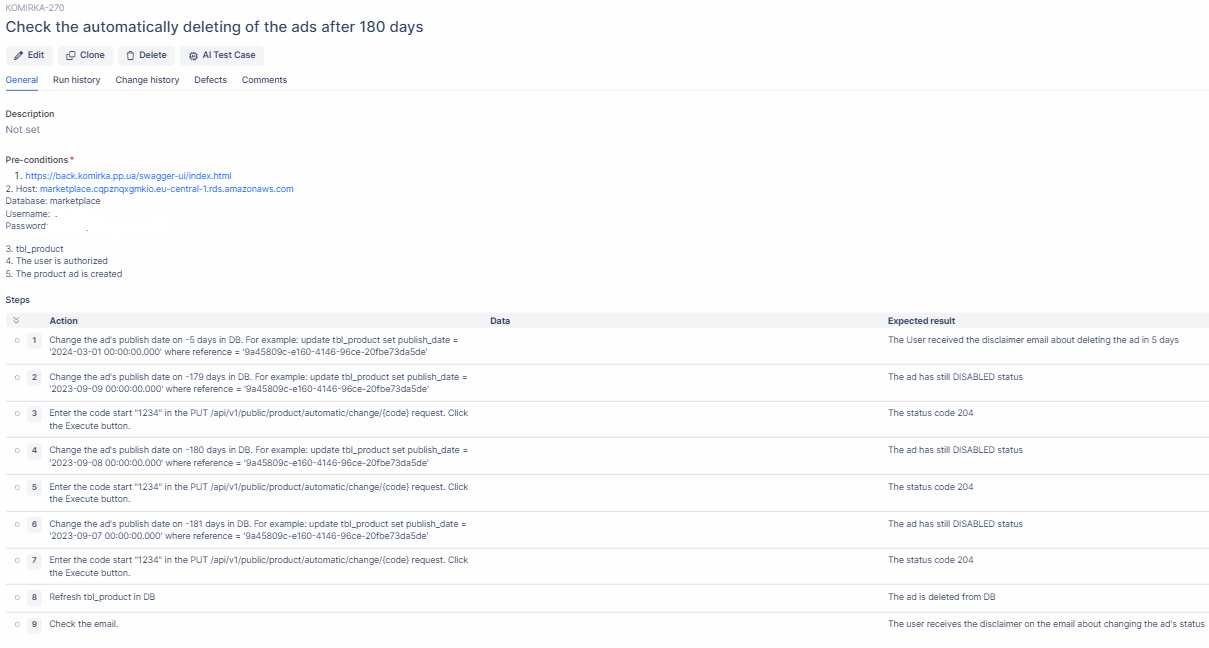 KOMIRKA-270
Check the automatically deleting of the ads after 180 days
Edit Clone Delete AI Test Case
General Run history Change history Defects Comments
Description
Not set
Pre-conditions*
1. https://back.komirka.pp.ua/swagger-ui/index.html
2. Host: marketplace.cqpznqxgmkio.eu-central-1.rds.amazonaws.com
Database: marketplace
Username: .
Password
3. tbl_product
4. The user is authorized
5. The product ad is created
Steps
Action Data Expected result
1 Change the ad's publish date on -5 days in DB. For example: update tbl_product set publish_date = The User received the disclaimer email about deleting the ad in 5 days
'2024-03-01 00:00:00.000' where reference = '9a45809c-e160-4146-96ce-20fbe73da5de'
2 Change the ad's publish date on -179 days in DB. For example: update tbl_product set publish_date = The ad has still DISABLED status
'2023-09-09 00:00:00.000' where reference = '9a45809c-e160-4146-96ce-20fbe73da5de'
3 Enter the code start "1234" in the PUT /api/v1/public/product/automatic/change/{code} request. Click The status code 204
the Execute button.
4 Change the ad's publish date on -180 days in DB. For example: update tbl_product set publish_date = The ad has still DISABLED status
'2023-09-08 00:00:00.000' where reference = '9a45809c-e160-4146-96ce-20fbe73da5de'
5 Enter the code start "1234" in the PUT /api/v1/public/product/automatic/change/{code} request. Click The status code 204
the Execute button.
6 Change the ad's publish date on -181 days in DB. For example: update tbl_product set publish_date = The ad has still DISABLED status
'2023-09-07 00:00:00.000' where reference = '9a45809c-e160-4146-96ce-20fbe73da5de'
7 Enter the code start "1234" in the PUT /api/v1/public/product/automatic/change/{code} request. Click The status code 204
the Execute button.
8 Refresh tbl_product in DB The ad is deleted from DB
9 Check the email. The user receives the disclaimer on the email about changing the ad's status